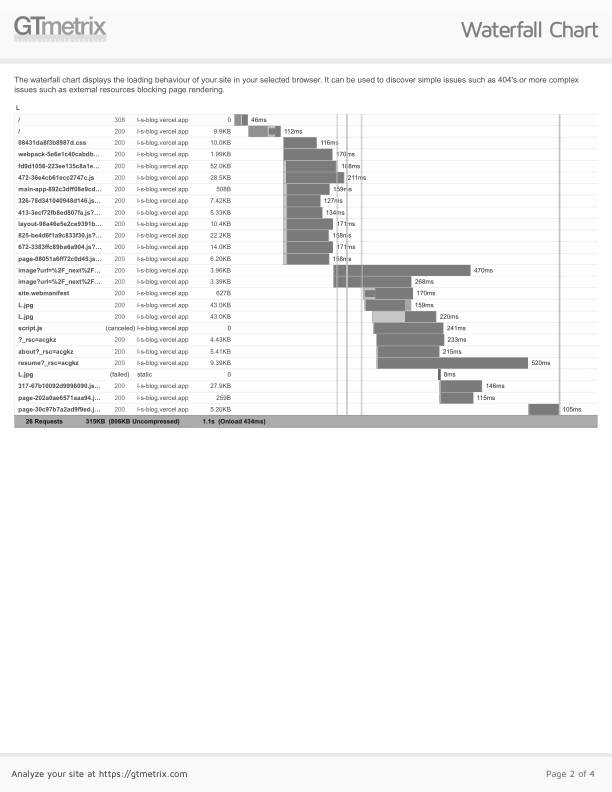 GTmetrix
Waterfall Chart
The waterfall chart displays the loading behaviour of your site in your selected browser. It can be used to discover simple issues such as 404's or more complex
issues such as external resources blocking page rendering.
L
/ 308 l-s-blog.vercel.app 0 46ms
/ 200 l-s-blog.vercel.app 9.9KB 112ms
08431da8f3b8987d.css 200 l-s-blog.vercel.app 10.0KB 116ms
webpack-5e6e1c40cabdb... 200 l-s-blog.vercel.app 1.99KB 170ms
fd9d1056-223ee135c8a1e... 200 l-s-blog.vercel.app 52.0KB 188ms
472-36e4cb61ecc2747c.js 200 l-s-blog.vercel.app 28.5KB 211ms
main-app-892c3dff08e9cd... 200 l-s-blog.vercel.app 508B 159ms
326-78d341040948d146.js... 200 l-s-blog.vercel.app 7.42KB 127ms
413-3ecf72fb8ed807fa.js?... 200 l-s-blog.vercel.app 5.33KB 134ms
layout-98a46e5e2ce9391b... 200 l-s-blog.vercel.app 10.4KB 171ms
825-be4d6f1a9c833f30.js?... 200 l-s-blog.vercel.app 22.2KB 158ms
672-3383ffc89ba6a904.js?... 200 l-s-blog.vercel.app 14.0KB 171ms
page-08051a6ff72c0d45.js... 200 l-s-blog.vercel.app 6.20KB 158ms
image?url=%2F_next%2F... 200 l-s-blog.vercel.app 3.96KB 470ms
image?url=%2F_next%2F... 200 l-s-blog.vercel.app 3.39KB 268ms
site.webmanifest 200 l-s-blog.vercel.app 627B 170ms
L.jpg 200 l-s-blog.vercel.app 43.0KB 159ms
L.jpg 200 l-s-blog.vercel.app 43.0KB 220ms
script.js (canceled) l-s-blog.vercel.app 0 241ms
?_rsc=acgkz 200 l-s-blog.vercel.app 4.43KB 233ms
about?_rsc=acgkz 200 l-s-blog.vercel.app 5.41KB 215ms
resume?_rsc=acgkz 200 l-s-blog.vercel.app 9.39KB 520ms
L.jpg (failed) static 0 8ms
317-67b10092d9996090.js... 200 l-s-blog.vercel.app 27.9KB 146ms
page-202a0ae6571aaa94.j... 200 l-s-blog.vercel.app 259B 115ms
page-30c97b7a2ad9f9ed.j... 200 l-s-blog.vercel.app 5.20KB 105ms
26 Requests 315KB (806KB Uncompressed) 1.1s (Onload 434ms)
Analyze your site at https://gtmetrix.com
Page 2 of 4